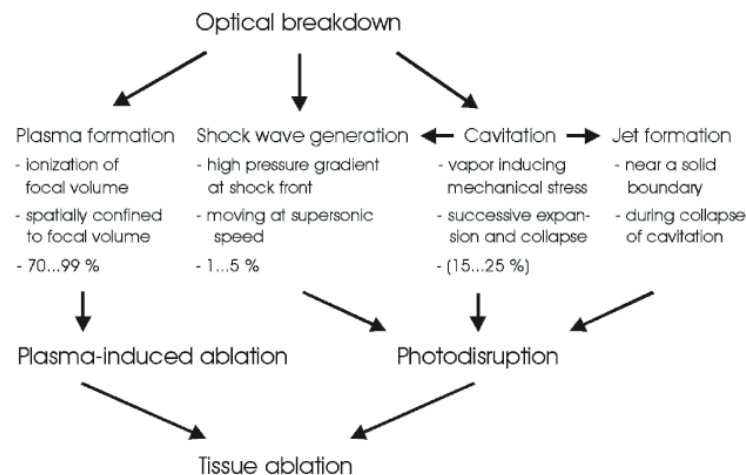 Optical breakdown
Plasma formation
- ionization of
focal volume
- spatially confined
to focal volume
- 70...99 %
Shock wave generation
- high pressure gradient
at shock front
- moving at supersonic
speed
- 1...5 %
Cavitation
- vapor inducing
mechanical stress
- successive expan-
sion and collapse
- (15...25 %)
Jet formation
- near a solid
boundary
- during collapse
of cavitation
Plasma-induced ablation
Photodisruption
Tissue ablation